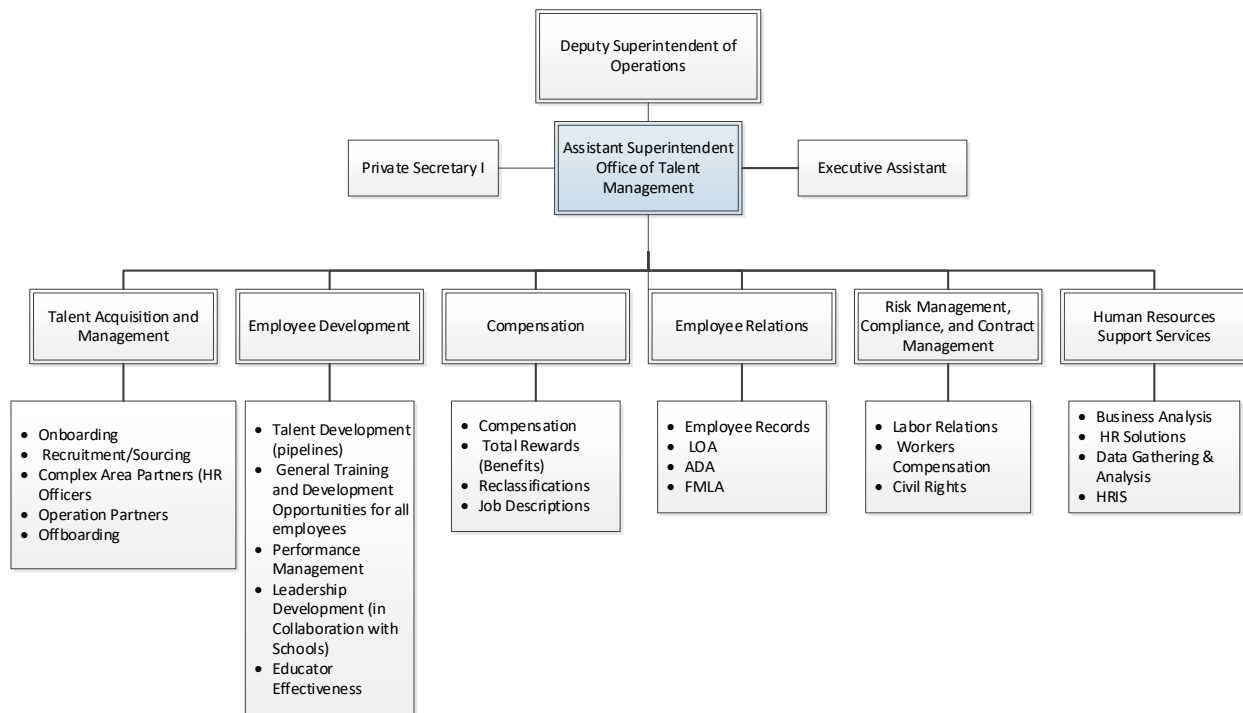 Deputy Superintendent of
Operations
Private Secretary I
Assistant Superintendent
Office of Talent
Management
Executive Assistant
Talent Acquisition and
Management
Employee Development
Compensation
Employee Relations
Risk Management,
Compliance, and Contract
Management
Human Resources
Support Services
• Onboarding
• Recruitment/Sourcing
• Complex Area Partners (HR
Officers
• Operation Partners
• Offboarding
• Talent Development
(pipelines)
• General Training
and Development
Opportunities for all
employees
• Performance
Management
• Leadership
Development (in
Collaboration with
Schools)
• Educator
Effectiveness
• Compensation
• Total Rewards
(Benefits)
• Reclassifications
• Job Descriptions
• Employee Records
• LOA
• ADA
• FMLA
• Labor Relations
• Workers
Compensation
• Civil Rights
• Business Analysis
• HR Solutions
• Data Gathering &
Analysis
• HRIS